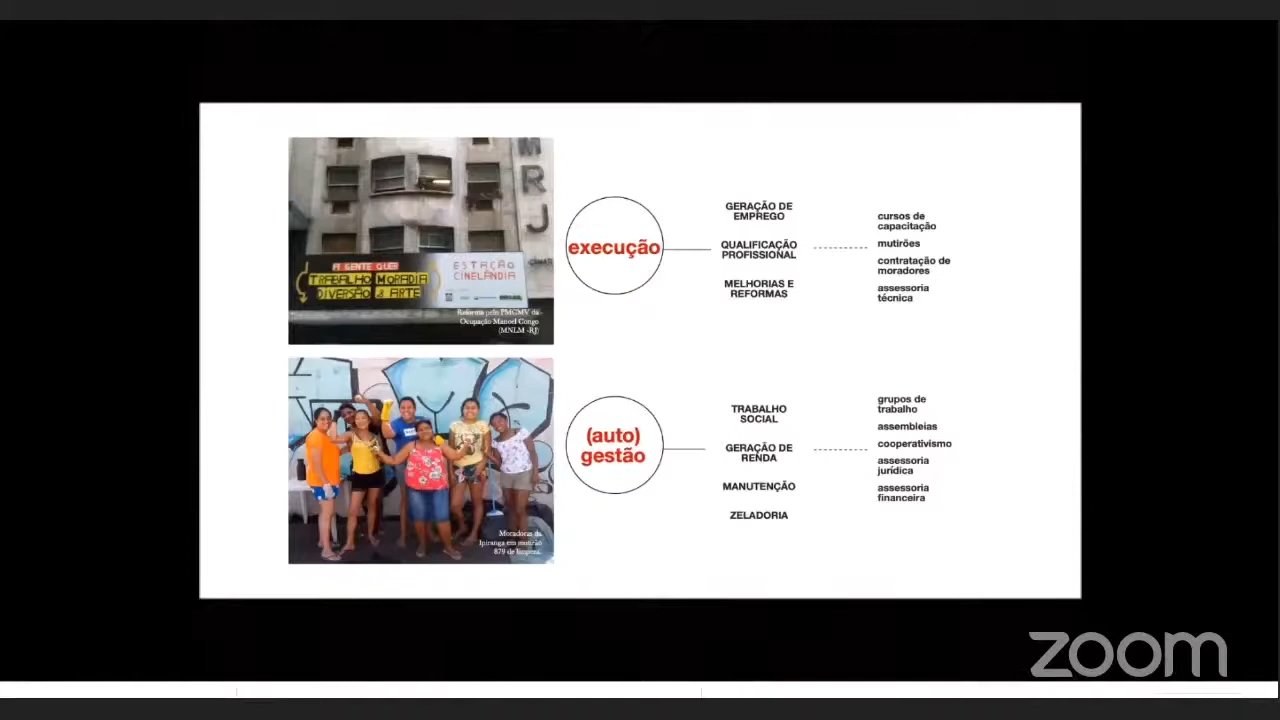 MRJ
A GENTE QUER
TRABALHO MORADIA
DIVERSÃO & ARTE
ESTAÇÃO
CINELÂNDIA
Reforma pelo PMCMV da
Ocupação Manoel Congo
(MNLM -RJ)
execução
GERAÇÃO DE
EMPREGO
QUALIFICAÇÃO
PROFISSIONAL
MELHORIAS E
REFORMAS
cursos de
capacitação
mutirões
contratação de
moradores
assessoria
técnica
Moradoras da
Ipiranga em mutirão
879 de limpeza.
(auto)
gestão
TRABALHO
SOCIAL
GERAÇÃO DE
RENDA
MANUTENÇÃO
ZELADORIA
grupos de
trabalho
assembleias
cooperativismo
assessoria
jurídica
assessoria
financeira
zoom